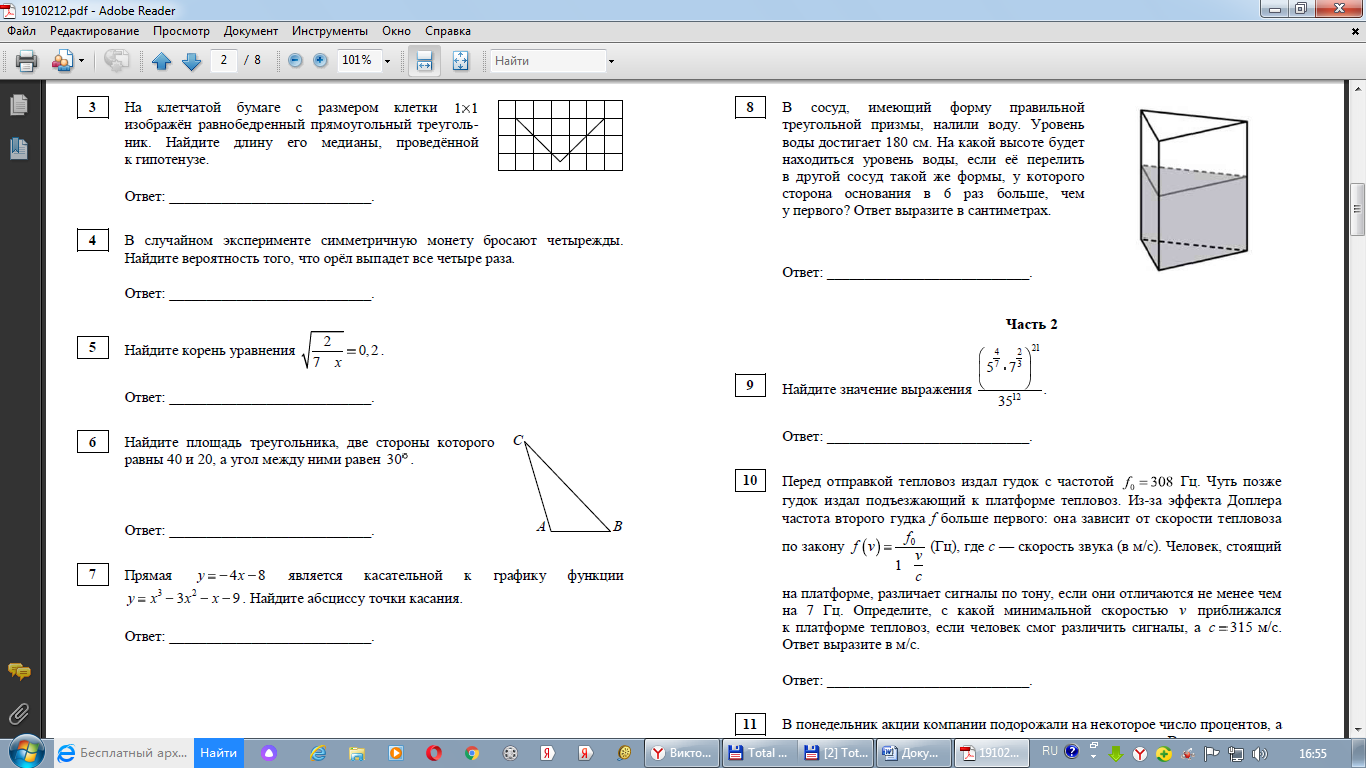 1910212.pdf - Adobe Reader
Файл Редактирование Просмотр Документ Инструменты Окно Справка
2 / 8 101% Найти
3 На клетчатой бумаге с размером клетки 1×1
изображён равнобедренный прямоугольный треуголь-
ник. Найдите длину его медианы, проведённой
к гипотенузе.
Ответ: ___________________________.
4 В случайном эксперименте симметричную монету бросают четырежды.
Найдите вероятность того, что орёл выпадет все четыре раза.
Ответ: ___________________________.
5 Найдите корень уравнения √(2/(7 x)) = 0,2.
Ответ: ___________________________.
6 Найдите площадь треугольника, две стороны которого
равны 40 и 20, а угол между ними равен 30°.
C
A B
Ответ: ___________________________.
7 Прямая y = −4x − 8 является касательной к графику функции
y = x³ − 3x² − x − 9. Найдите абсциссу точки касания.
Ответ: ___________________________.
8 В сосуд, имеющий форму правильной
треугольной призмы, налили воду. Уровень
воды достигает 180 см. На какой высоте будет
находиться уровень воды, если её перелить
в другой сосуд такой же формы, у которого
сторона основания в 6 раз больше, чем
у первого? Ответ выразите в сантиметрах.
Ответ: ___________________________.
Часть 2
9 Найдите значение выражения (5^(4/7) · 7^(2/3))^21 / 35^12.
Ответ: ___________________________.
10 Перед отправкой тепловоз издал гудок с частотой f₀ = 308 Гц. Чуть позже
гудок издал подъезжающий к платформе тепловоз. Из-за эффекта Доплера
частота второго гудка f больше первого: она зависит от скорости тепловоза
по закону f(v) = f₀/(1 v/c) (Гц), где c — скорость звука (в м/с). Человек, стоящий
на платформе, различает сигналы по тону, если они отличаются не менее чем
на 7 Гц. Определите, с какой минимальной скоростью v приближался
к платформе тепловоз, если человек смог различить сигналы, а c = 315 м/с.
Ответ выразите в м/с.
Ответ: ___________________________.
11 В понедельник акции компании подорожали на некоторое число процентов, а
Бесплатный арх... Найти Викто... Total ... [2] Tot... Доку... 19102... RU 16:55